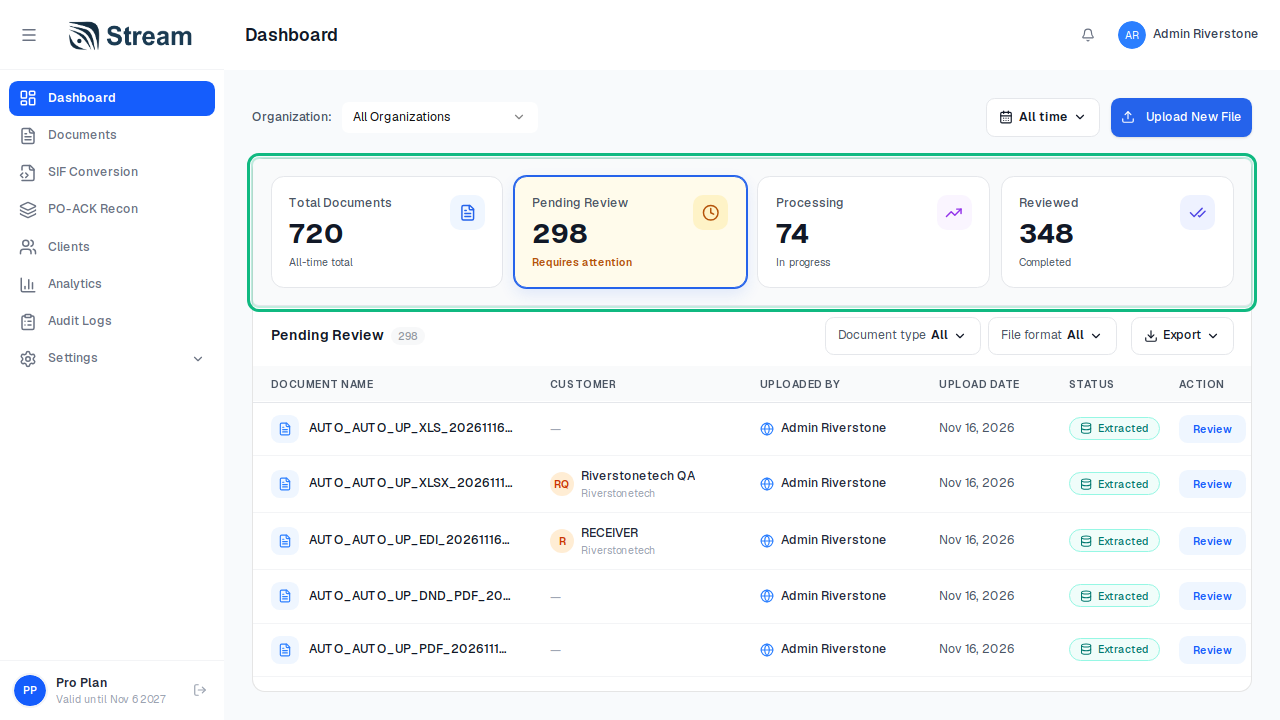 Stream
Dashboard
AR
Admin Riverstone
Dashboard
Documents
SIF Conversion
PO-ACK Recon
Clients
Analytics
Audit Logs
Settings
PP
Pro Plan
Valid until Nov 6 2027
Organization:
All Organizations
All time
Upload New File
Total Documents
720
All-time total
Pending Review
298
Requires attention
Processing
74
In progress
Reviewed
348
Completed
Pending Review 298
Document type All
File format All
Export
DOCUMENT NAME CUSTOMER UPLOADED BY UPLOAD DATE STATUS ACTION
AUTO_AUTO_UP_XLS_20261116... — Admin Riverstone Nov 16, 2026 Extracted Review
AUTO_AUTO_UP_XLSX_2026111... RQ Riverstonetech QA Admin Riverstone Nov 16, 2026 Extracted Review
Riverstonetech
AUTO_AUTO_UP_EDI_20261116... R RECEIVER Admin Riverstone Nov 16, 2026 Extracted Review
Riverstonetech
AUTO_AUTO_UP_DND_PDF_20... — Admin Riverstone Nov 16, 2026 Extracted Review
AUTO_AUTO_UP_PDF_2026111... — Admin Riverstone Nov 16, 2026 Extracted Review